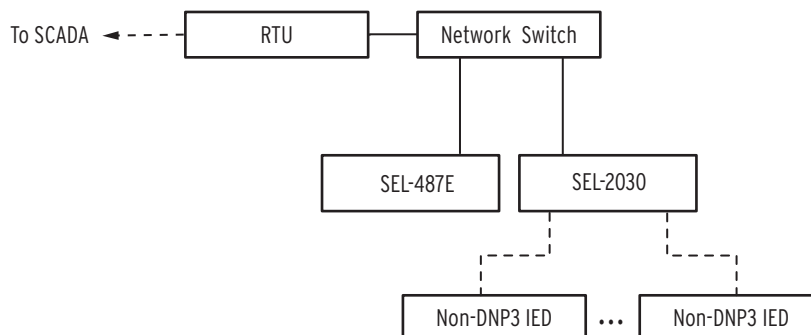 To SCADA
RTU
Network Switch
SEL-487E
SEL-2030
Non-DNP3 IED ... Non-DNP3 IED